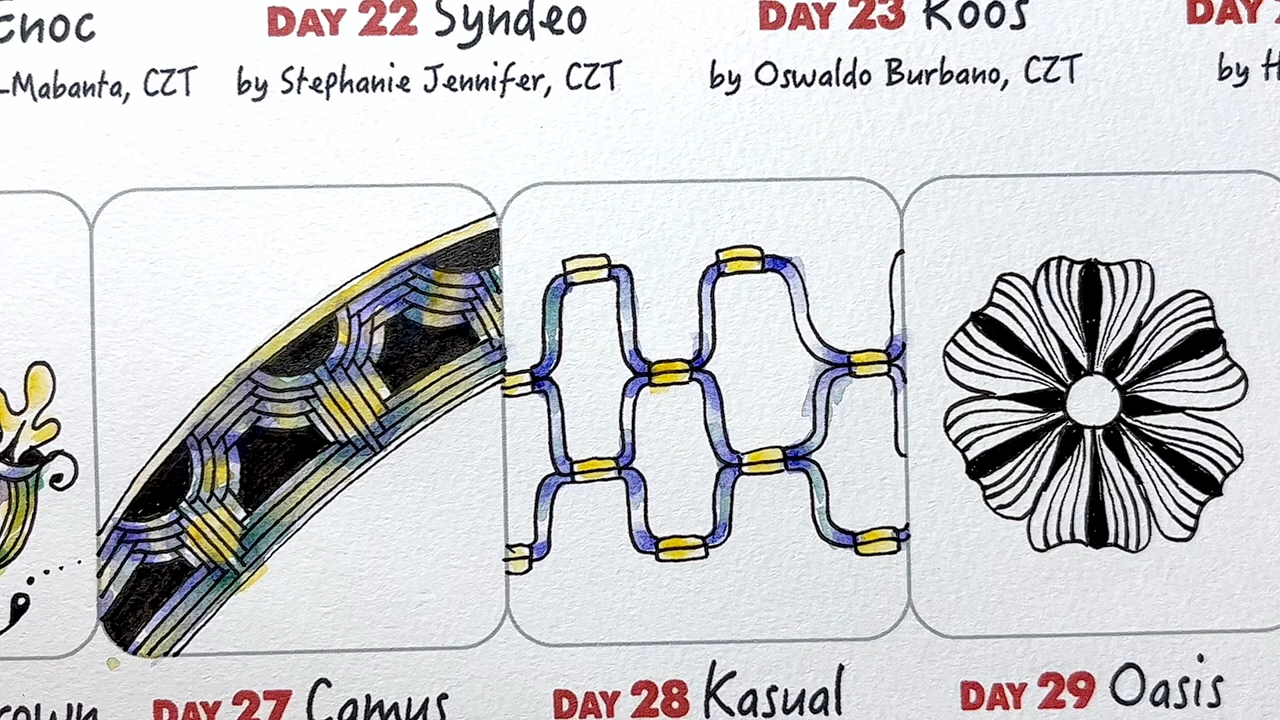 DAY 22 Syndeo
DAY 23 Koos
-Mabanta, CZT
by Stephanie Jennifer, CZT
by Oswaldo Burbano, CZT
by H
DAY 27 Camus
DAY 28 Kasual
DAY 29 Oasis